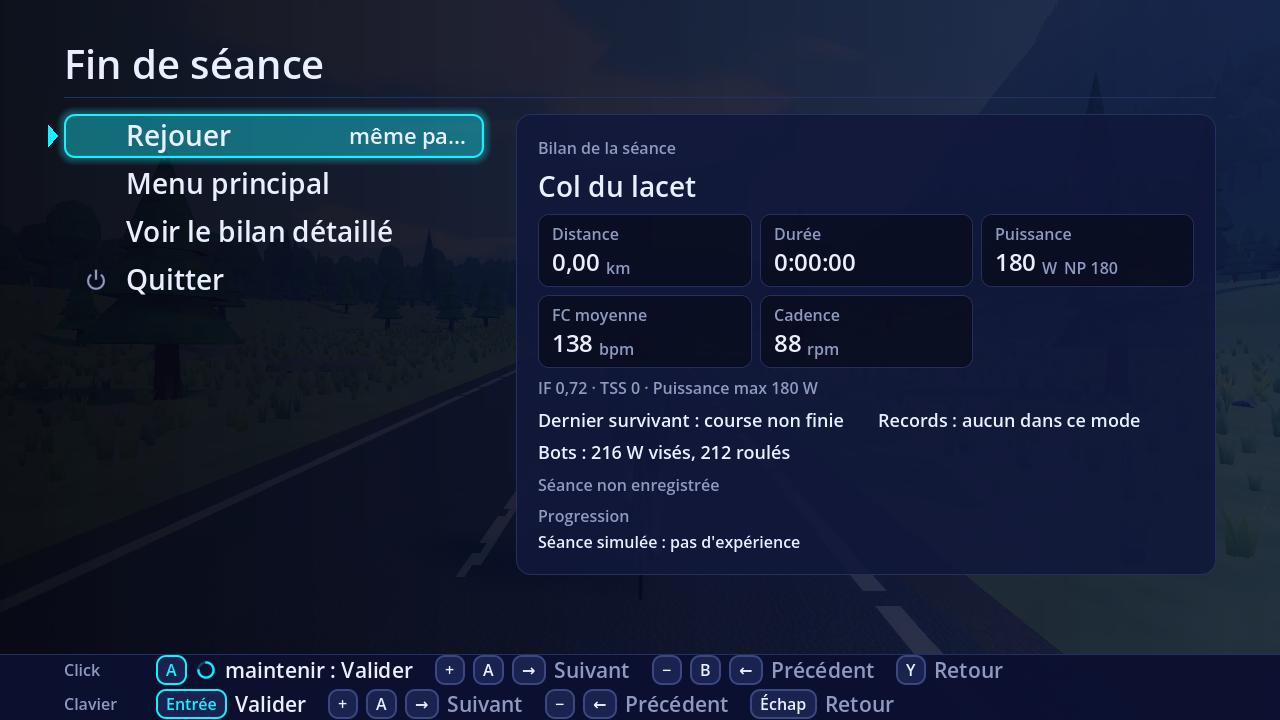 Fin de séance
Rejouer même pa...
Menu principal
Voir le bilan détaillé
Quitter
Bilan de la séance
Col du lacet
Distance
0,00 km
Durée
0:00:00
Puissance
180 W NP 180
FC moyenne
138 bpm
Cadence
88 rpm
IF 0,72 · TSS 0 · Puissance max 180 W
Dernier survivant : course non finie Records : aucun dans ce mode
Bots : 216 W visés, 212 roulés
Séance non enregistrée
Progression
Séance simulée : pas d'expérience
Click A maintenir : Valider + A → Suivant − B ← Précédent Y Retour
Clavier Entrée Valider + A → Suivant − ← Précédent Échap Retour